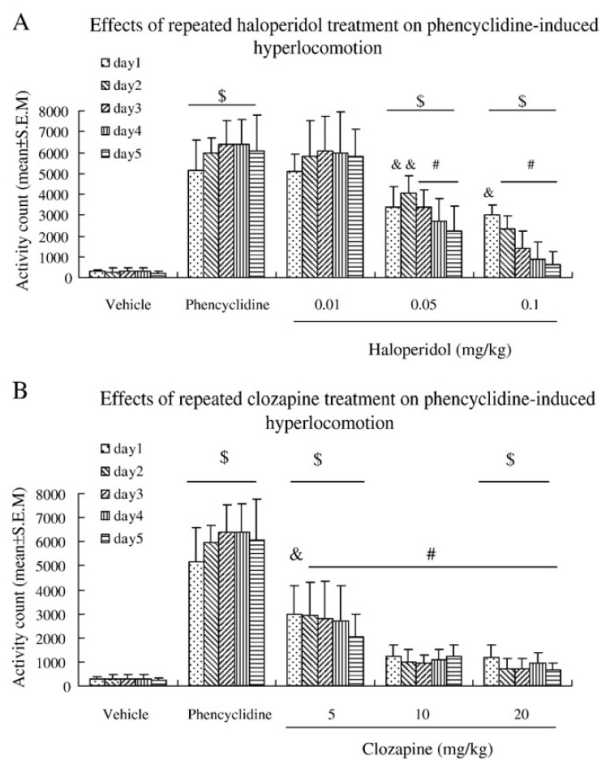 A
Effects of repeated haloperidol treatment on phencyclidine-induced
hyperlocomotion
day1
day2
day3
day4
day5
Activity count (mean±S.E.M)
8000
7000
6000
5000
4000
3000
2000
1000
0
$
$
$
& &
#
&
#
Vehicle
Phencyclidine
0.01
0.05
0.1
Haloperidol (mg/kg)
B
Effects of repeated clozapine treatment on phencyclidine-induced
hyperlocomotion
day1
day2
day3
day4
day5
Activity count (mean±S.E.M)
8000
7000
6000
5000
4000
3000
2000
1000
0
$
$
$
&
#
Vehicle
Phencyclidine
5
10
20
Clozapine (mg/kg)